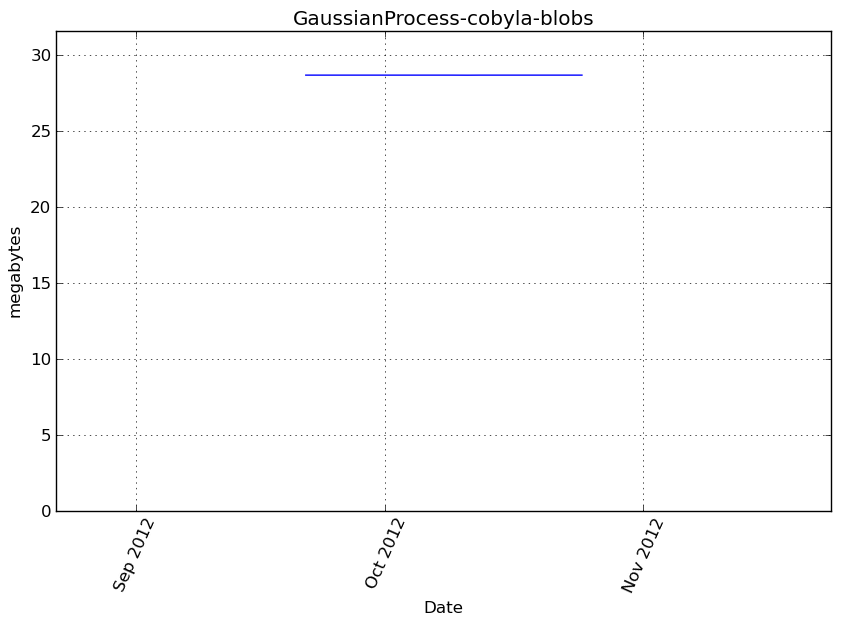 GaussianProcess-cobyla-blobs
30
25
20
15
10
5
0
megabytes
Sep 2012
Oct 2012
Nov 2012
Date